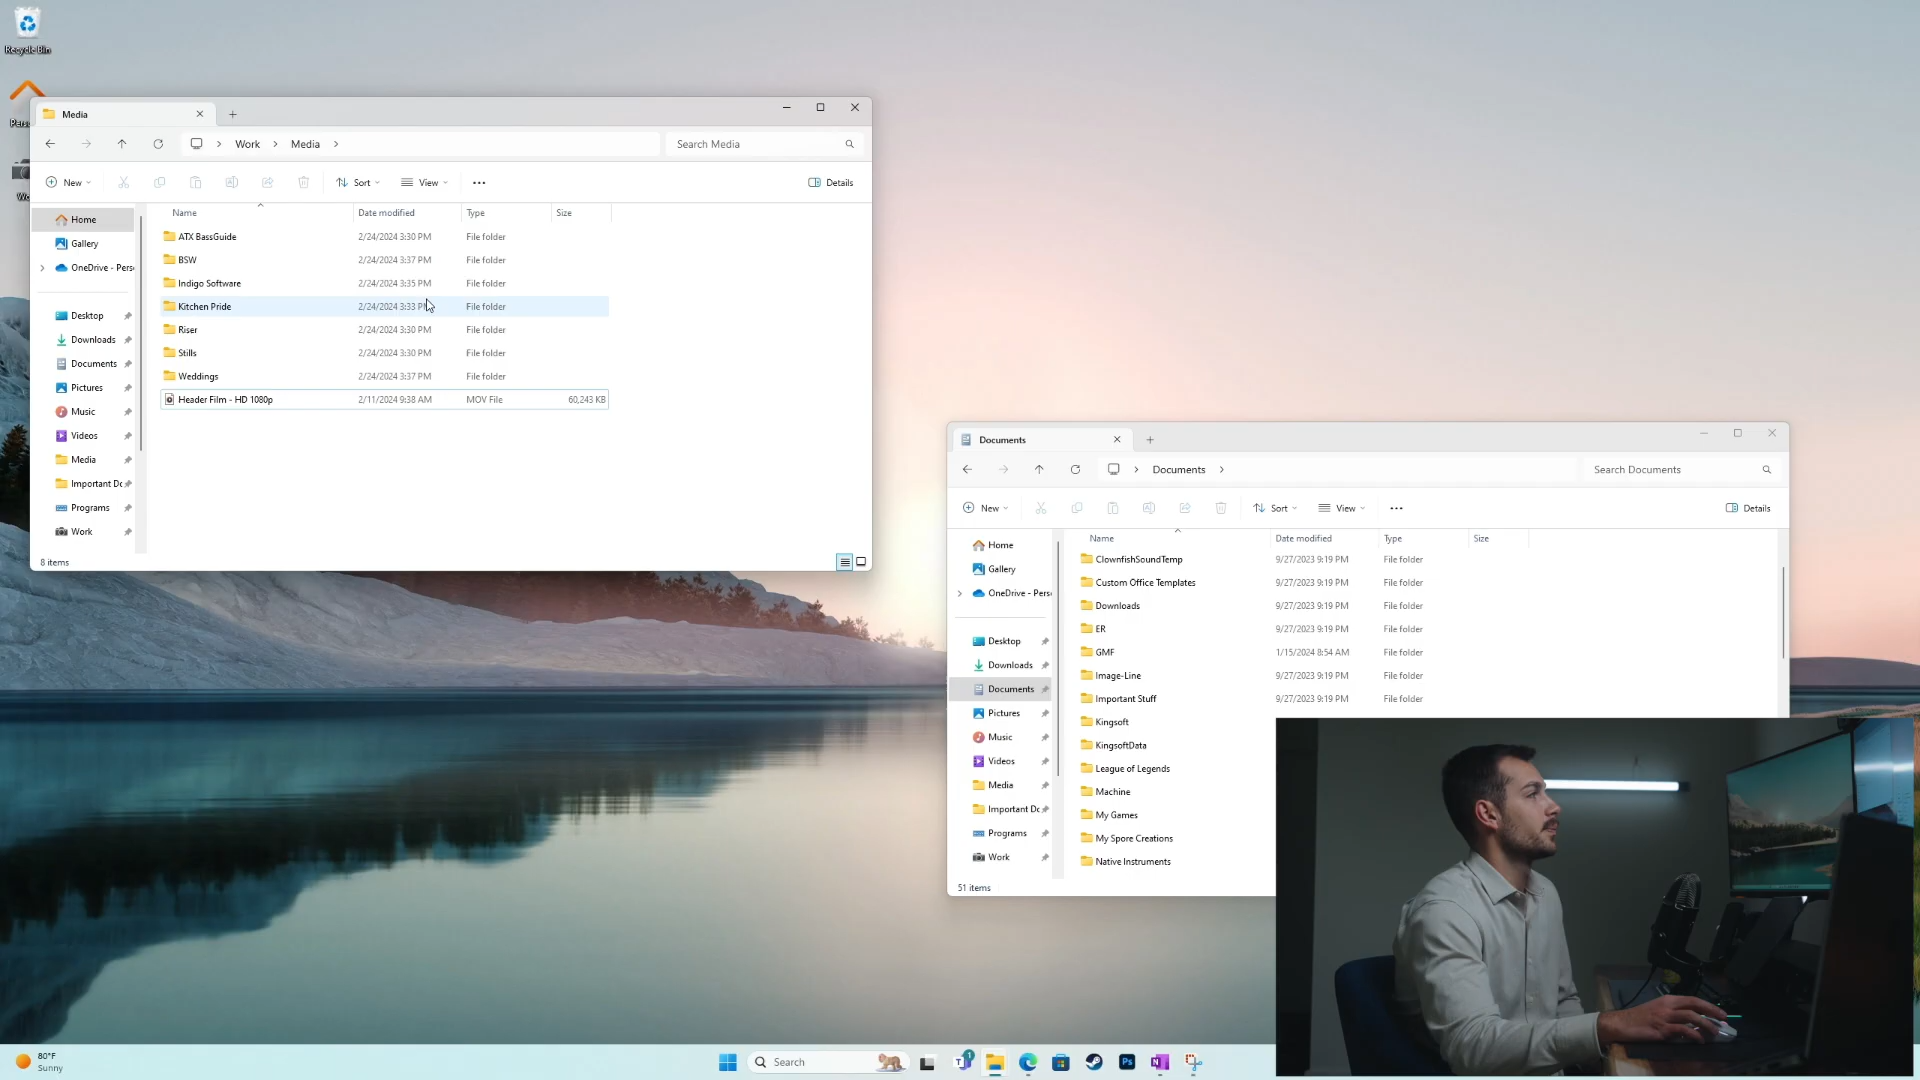 Recycle Bin
Media
Work
Media
Search Media
New
Sort
View
Details
Name
Date modified
Type
Size
Home
Gallery
OneDrive - Pers
Desktop
Downloads
Documents
Pictures
Music
Videos
Media
Important Dc
Programs
Work
ATX BassGuide 2/24/2024 3:30 PM File folder
BSW 2/24/2024 3:37 PM File folder
Indigo Software 2/24/2024 3:35 PM File folder
Kitchen Pride 2/24/2024 3:33 PM File folder
Riser 2/24/2024 3:30 PM File folder
Stills 2/24/2024 3:30 PM File folder
Weddings 2/24/2024 3:37 PM File folder
Header Film - HD 1080p 2/11/2024 9:38 AM MOV File 60,243 KB
8 items
Documents
Documents
Search Documents
New
Sort
View
Details
Name
Date modified
Type
Size
Home
Gallery
OneDrive - Pers
Desktop
Downloads
Documents
Pictures
Music
Videos
Media
Important Dc
Programs
Work
ClownfishSoundTemp 9/27/2023 9:19 PM File folder
Custom Office Templates 9/27/2023 9:19 PM File folder
Downloads 9/27/2023 9:19 PM File folder
ER 9/27/2023 9:19 PM File folder
GMF 1/15/2024 8:54 AM File folder
Image-Line 9/27/2023 9:19 PM File folder
Important Stuff 9/27/2023 9:19 PM File folder
Kingsoft
KingsoftData
League of Legends
Machine
My Games
My Spore Creations
Native Instruments
51 items
80°F
Sunny
Search
1
Ps